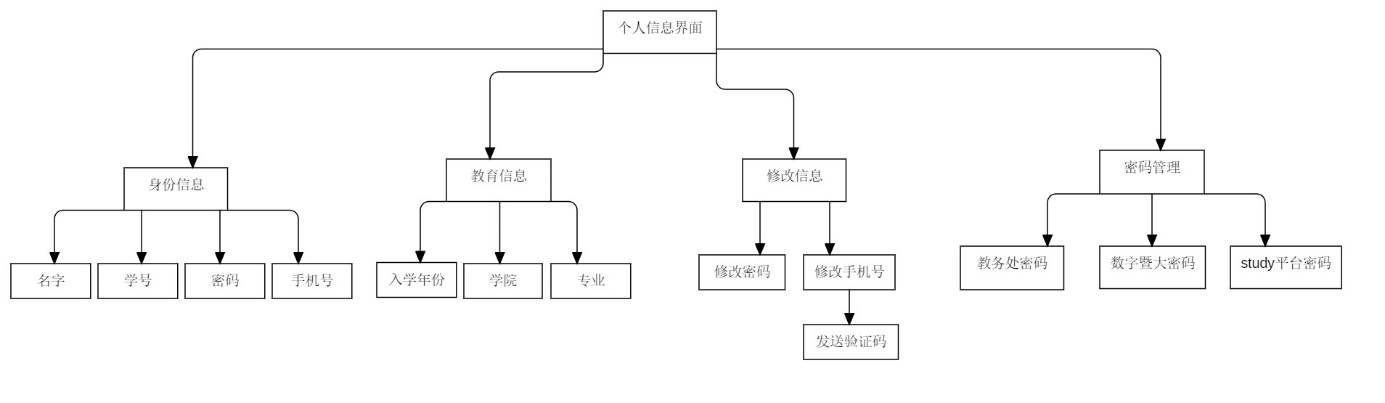 个人信息界面
身份信息
教育信息
修改信息
密码管理
名字
学号
密码
手机号
入学年份
学院
专业
修改密码
修改手机号
教务处密码
数字暨大密码
study平台密码
发送验证码